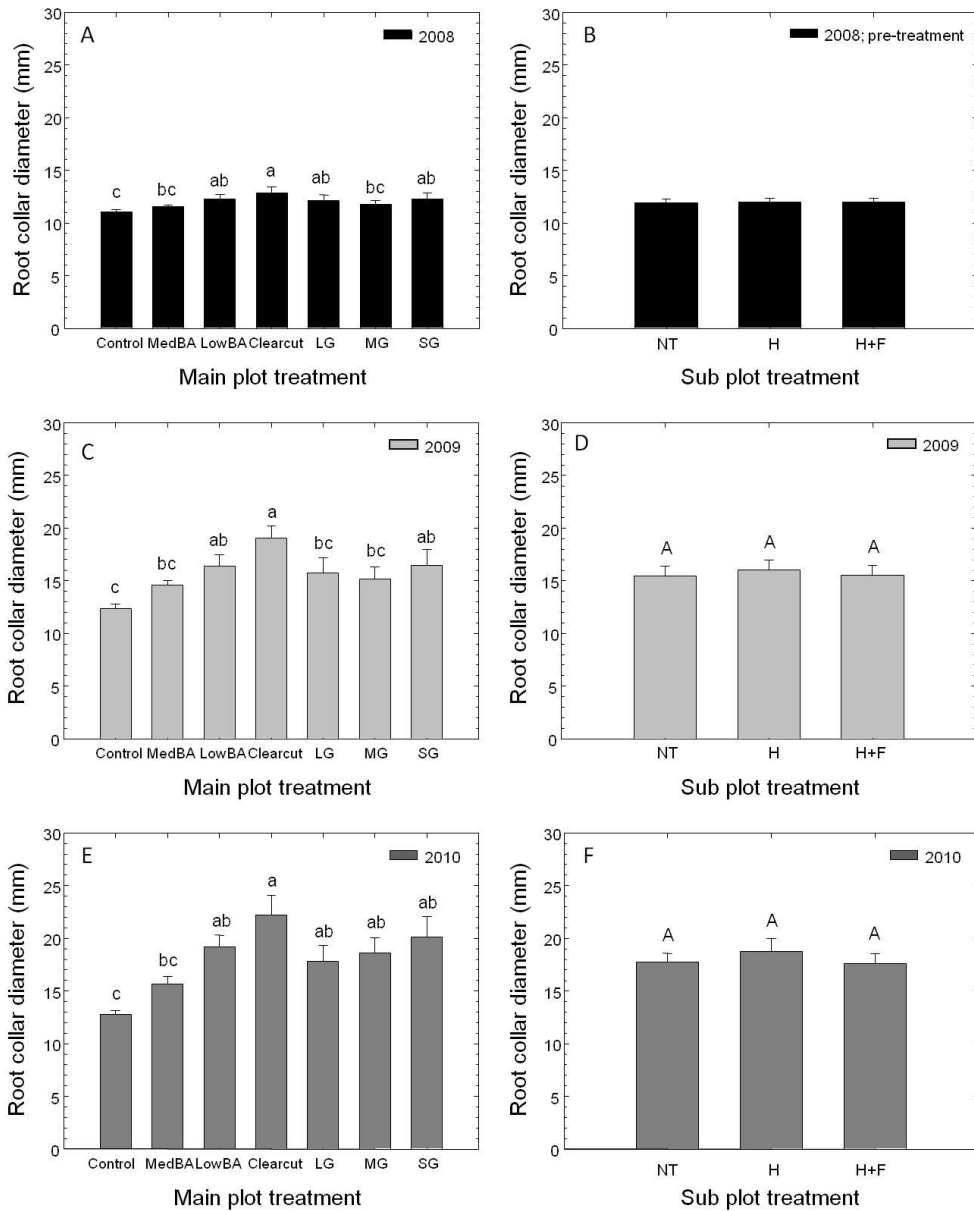 A
2008
Root collar diameter (mm)
30
25
20
15
10
5
0
c bc ab a ab bc ab
Control MedBA LowBA Clearcut LG MG SG
Main plot treatment
B
2008; pre-treatment
Root collar diameter (mm)
30
25
20
15
10
5
0
NT H H+F
Sub plot treatment
C
2009
Root collar diameter (mm)
30
25
20
15
10
5
0
c bc ab a bc bc ab
Control MedBA LowBA Clearcut LG MG SG
Main plot treatment
D
2009
Root collar diameter (mm)
30
25
20
15
10
5
0
A A A
NT H H+F
Sub plot treatment
E
2010
Root collar diameter (mm)
30
25
20
15
10
5
0
c bc ab a ab ab ab
Control MedBA LowBA Clearcut LG MG SG
Main plot treatment
F
2010
Root collar diameter (mm)
30
25
20
15
10
5
0
A A A
NT H H+F
Sub plot treatment